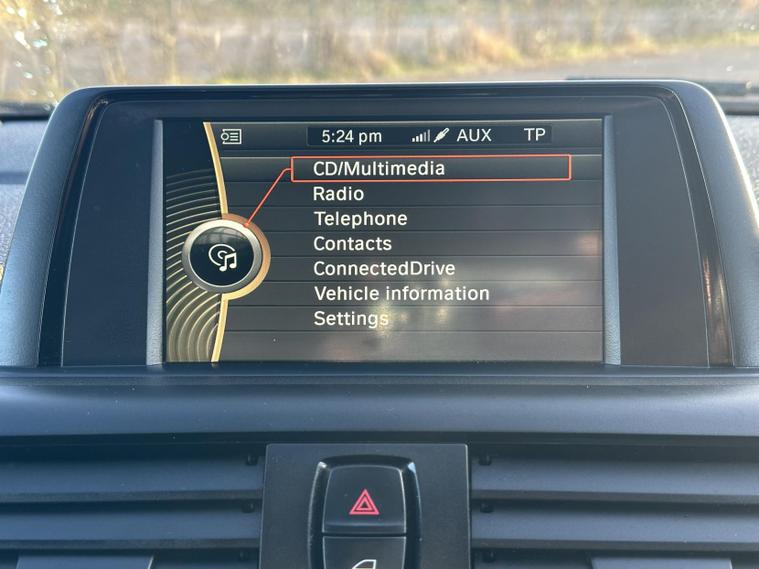 5:24 pm AUX TP
CD/Multimedia
Radio
Telephone
Contacts
ConnectedDrive
Vehicle information
Settings